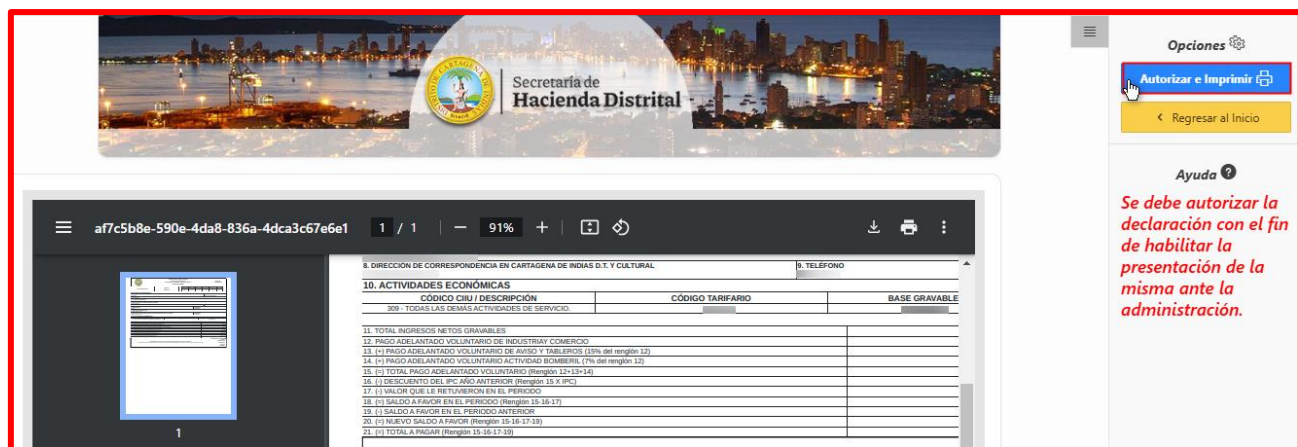 Secretaría de
Hacienda Distrital
Opciones
Autorizar e Imprimir
Regresar al Inicio
Ayuda
Se debe autorizar la
declaración con el fin
de habilitar la
presentación de la
misma ante la
administración.
af7c5b8e-590e-4da8-836a-4dca3c67e6e1 1 / 1 91%
1
8. DIRECCIÓN DE CORRESPONDENCIA EN CARTAGENA DE INDIAS D.T. Y CULTURAL 9. TELÉFONO
10. ACTIVIDADES ECONÓMICAS
CÓDICO CIIU / DESCRIPCIÓN CÓDIGO TARIFARIO BASE GRAVABLE
309 - TODAS LAS DEMÁS ACTIVIDADES DE SERVICIO.
11. TOTAL INGRESOS NETOS GRAVABLES
12. PAGO ADELANTADO VOLUNTARIO DE INDUSTRIAY COMERCIO
13. (+) PAGO ADELANTADO VOLUNTARIO DE AVISO Y TABLEROS (15% del renglón 12)
14. (+) PAGO ADELANTADO VOLUNTARIO ACTIVIDAD BOMBERIL (7% del renglón 12)
15. (=) TOTAL PAGO ADELANTADO VOLUNTARIO (Renglón 12+13+14)
16. (-) DESCUENTO DEL IPC AÑO ANTERIOR (Renglón 15 X IPC)
17. (-) VALOR QUE LE RETUVIERON EN EL PERIODO
18. (=) SALDO A FAVOR EN EL PERIODO (Renglón 15-16-17)
19. (-) SALDO A FAVOR EN EL PERIODO ANTERIOR
20. (=) NUEVO SALDO A FAVOR (Renglón 15-16-17-19)
21. (=) TOTAL A PAGAR (Renglón 15-16-17-19)